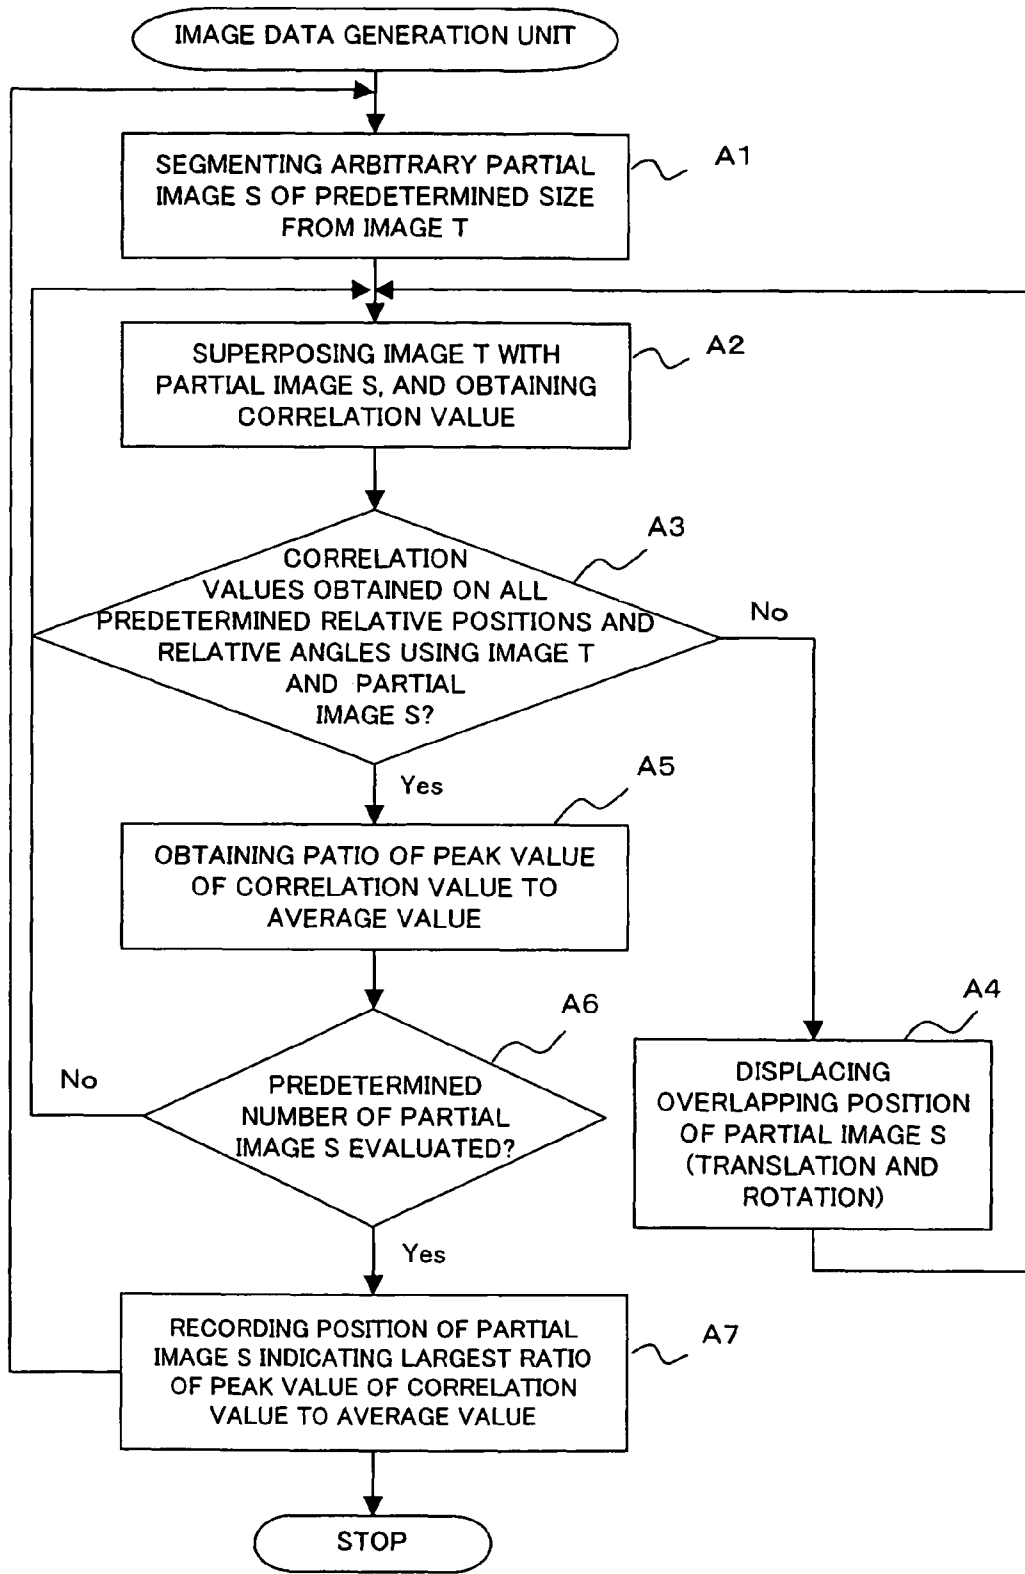 IMAGE DATA GENERATION UNIT
SEGMENTING ARBITRARY PARTIAL
IMAGE S OF PREDETERMINED SIZE
FROM IMAGE T
A1
SUPERPOSING IMAGE T WITH
PARTIAL IMAGE S, AND OBTAINING
CORRELATION VALUE
A2
CORRELATION
VALUES OBTAINED ON ALL
PREDETERMINED RELATIVE POSITIONS AND
RELATIVE ANGLES USING IMAGE T
AND PARTIAL
IMAGE S?
A3
No
Yes
OBTAINING PATIO OF PEAK VALUE
OF CORRELATION VALUE TO
AVERAGE VALUE
A5
DISPLACING
OVERLAPPING POSITION
OF PARTIAL IMAGE S
(TRANSLATION AND
ROTATION)
A4
PREDETERMINED
NUMBER OF PARTIAL
IMAGE S EVALUATED?
A6
No
Yes
RECORDING POSITION OF PARTIAL
IMAGE S INDICATING LARGEST RATIO
OF PEAK VALUE OF CORRELATION
VALUE TO AVERAGE VALUE
A7
STOP